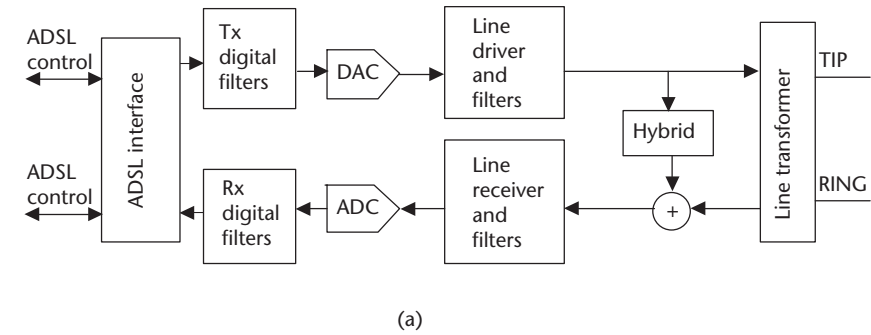 ADSL
control
ADSL
control
ADSL interface
Tx
digital
filters
DAC
Line
driver
and
filters
Hybrid
+
Line transformer
TIP
RING
Rx
digital
filters
ADC
Line
receiver
and
filters
(a)